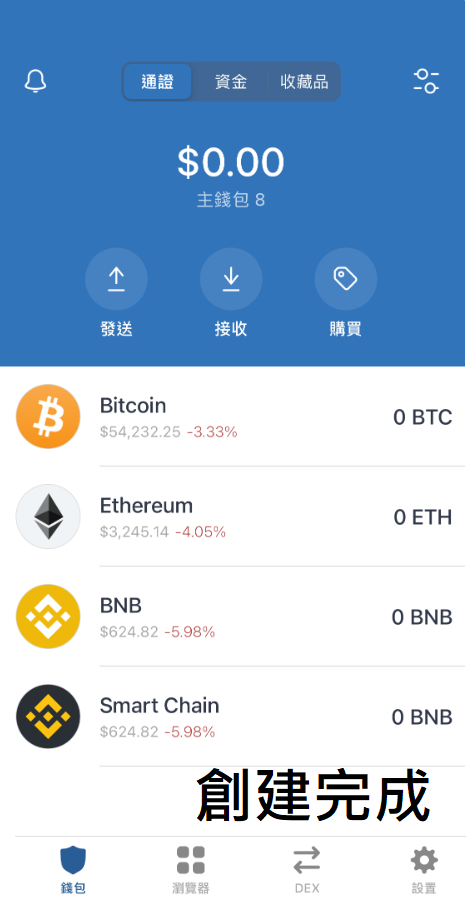 通證 資金 收藏品
$0.00
主錢包 8
發送 接收 購買
Bitcoin
$54,232.25 -3.33%
0 BTC
Ethereum
$3,245.14 -4.05%
0 ETH
BNB
$624.82 -5.98%
0 BNB
Smart Chain
$624.82 -5.98%
0 BNB
創建完成
錢包 瀏覽器 DEX 設置